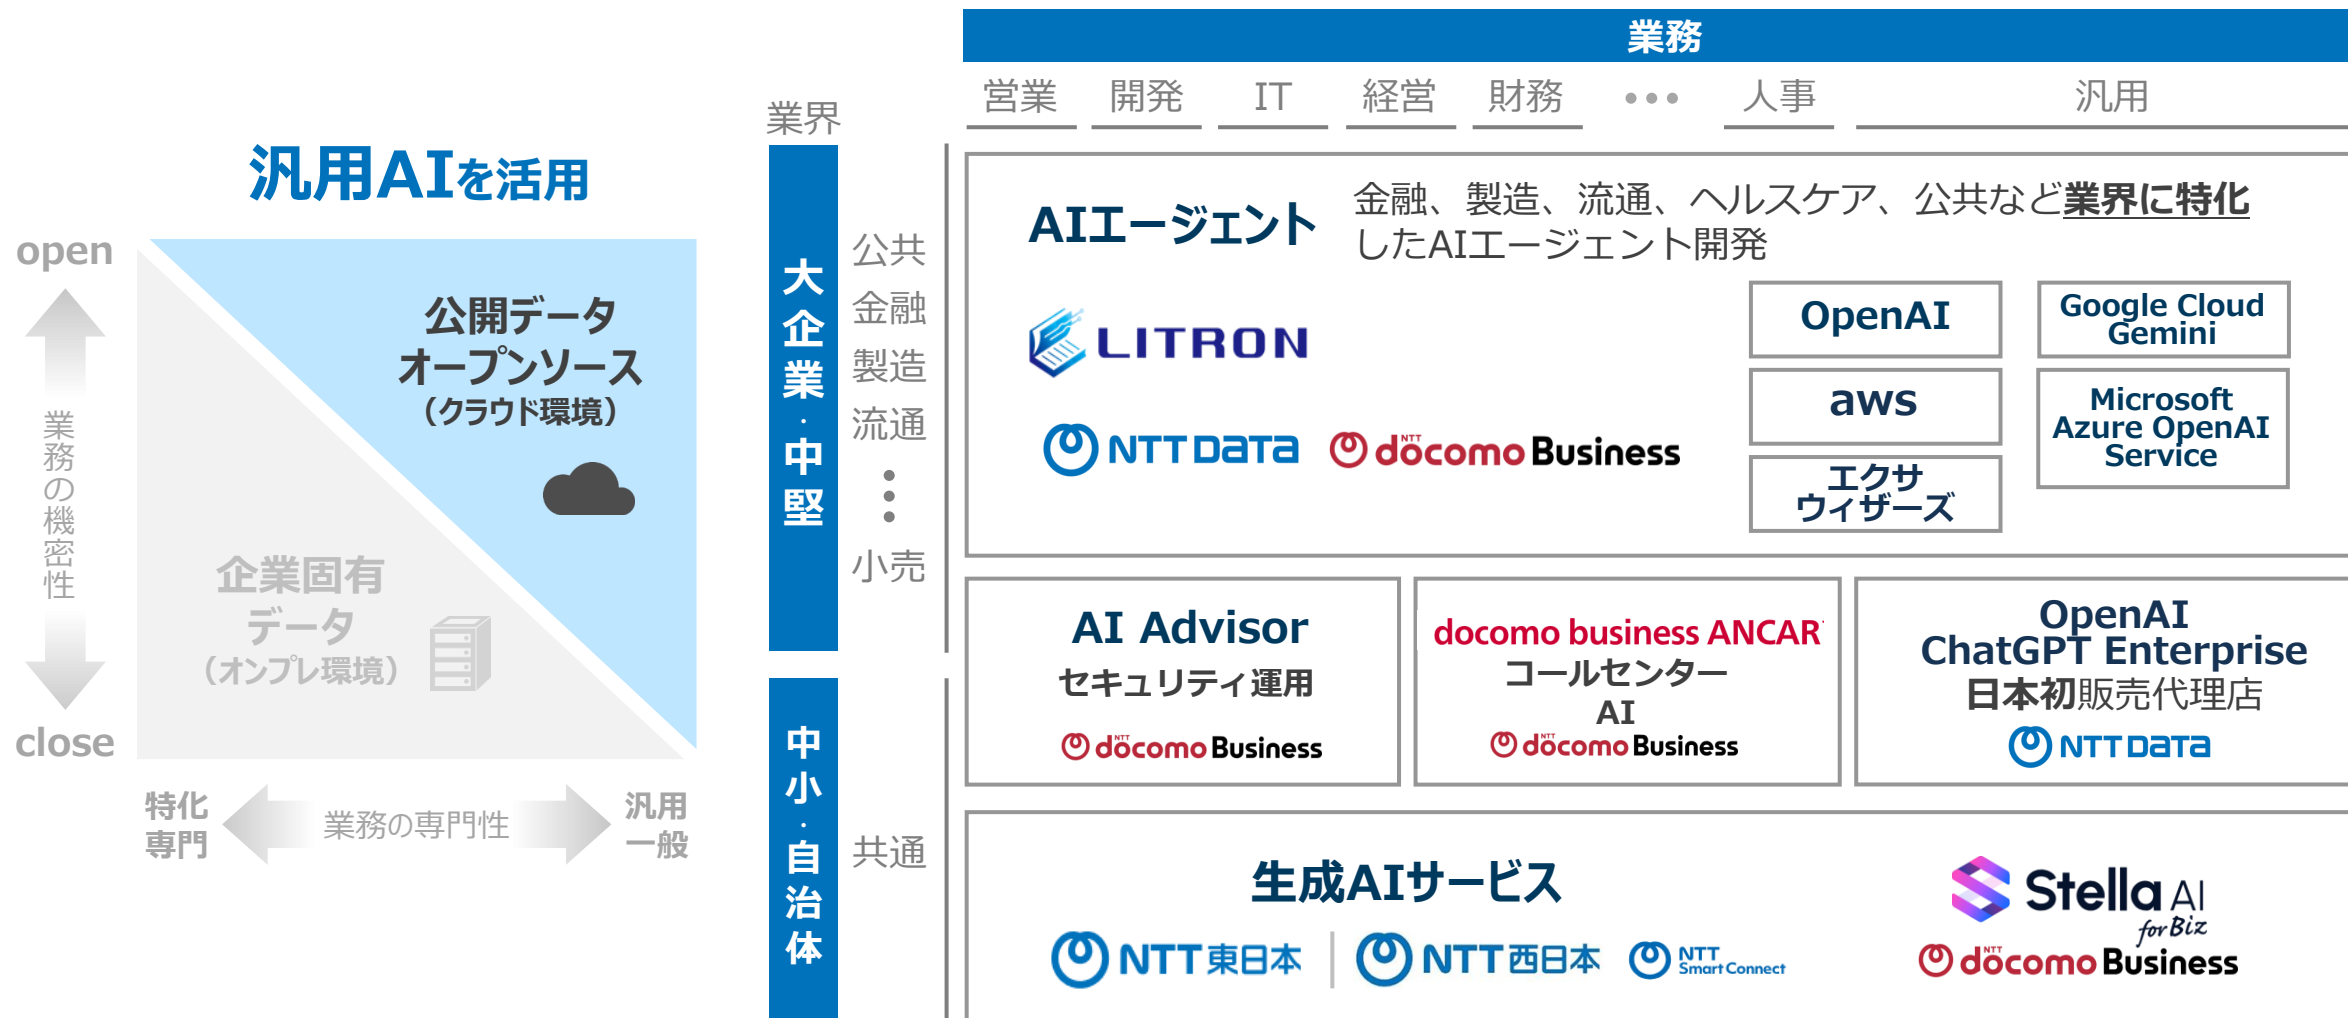 汎用AIを活用
open
業務の機密性
close
公開データ
オープンソース
（クラウド環境）
企業固有
データ
（オンプレ環境）
特化
専門
業務の専門性
汎用
一般
業務
業界
営業 開発 IT 経営 財務 ••• 人事 汎用
大企業・中堅
公共
金融
製造
流通
小売
AIエージェント
金融、製造、流通、ヘルスケア、公共など業界に特化
したAIエージェント開発
LITRON
NTT DATA
NTT docomo Business
OpenAI
aws
エクサ
ウィザーズ
Google Cloud
Gemini
Microsoft
Azure OpenAI
Service
AI Advisor
セキュリティ運用
NTT docomo Business
docomo business ANCAR
コールセンター
AI
NTT docomo Business
OpenAI
ChatGPT Enterprise
日本初販売代理店
NTT DATA
中小・自治体
共通
生成AIサービス
NTT東日本
NTT西日本
NTT
Smart Connect
Stella AI
for Biz
NTT docomo Business